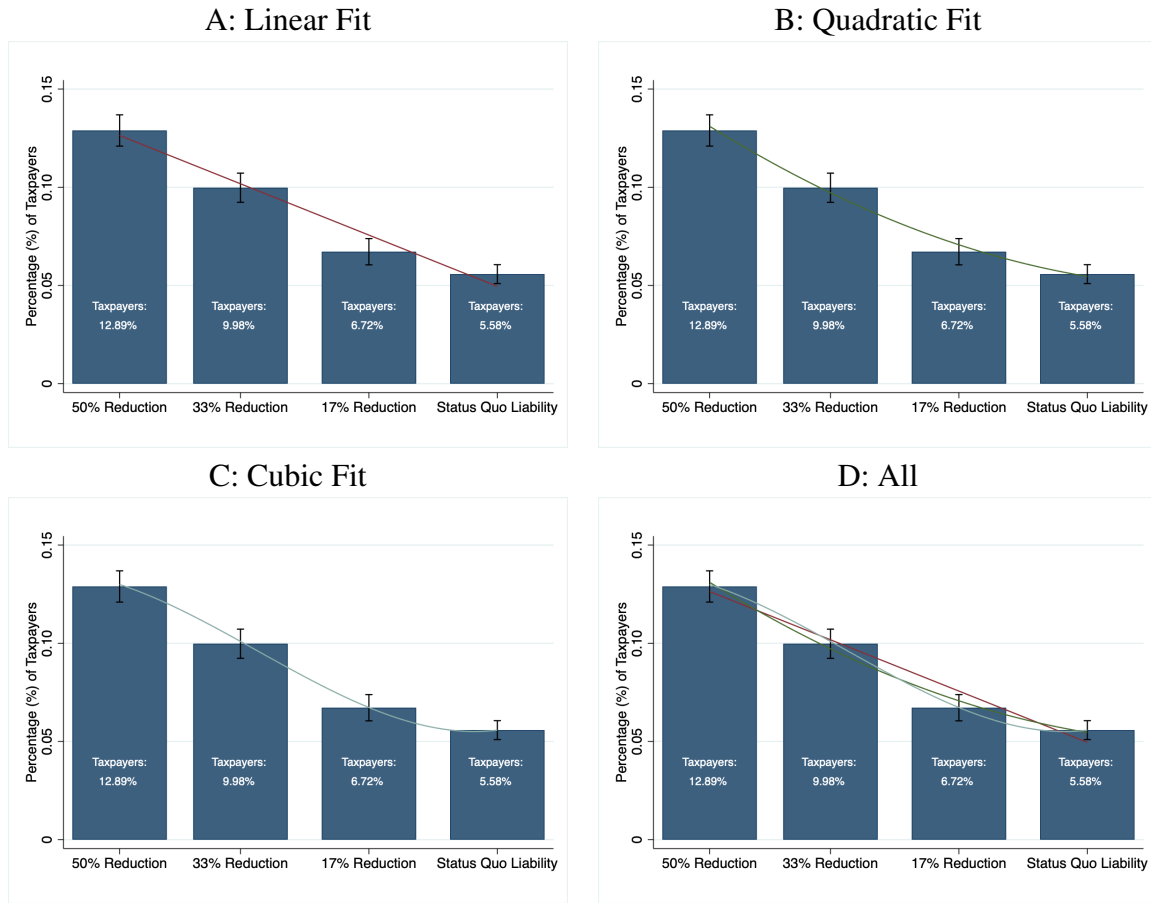 A: Linear Fit
Percentage (%) of Taxpayers
0.15
0.10
0.05
0
Taxpayers:
12.89%
Taxpayers:
9.98%
Taxpayers:
6.72%
Taxpayers:
5.58%
50% Reduction
33% Reduction
17% Reduction
Status Quo Liability
B: Quadratic Fit
Percentage (%) of Taxpayers
0.15
0.10
0.05
0
Taxpayers:
12.89%
Taxpayers:
9.98%
Taxpayers:
6.72%
Taxpayers:
5.58%
50% Reduction
33% Reduction
17% Reduction
Status Quo Liability
C: Cubic Fit
Percentage (%) of Taxpayers
0.15
0.10
0.05
0
Taxpayers:
12.89%
Taxpayers:
9.98%
Taxpayers:
6.72%
Taxpayers:
5.58%
50% Reduction
33% Reduction
17% Reduction
Status Quo Liability
D: All
Percentage (%) of Taxpayers
0.15
0.10
0.05
0
Taxpayers:
12.89%
Taxpayers:
9.98%
Taxpayers:
6.72%
Taxpayers:
5.58%
50% Reduction
33% Reduction
17% Reduction
Status Quo Liability